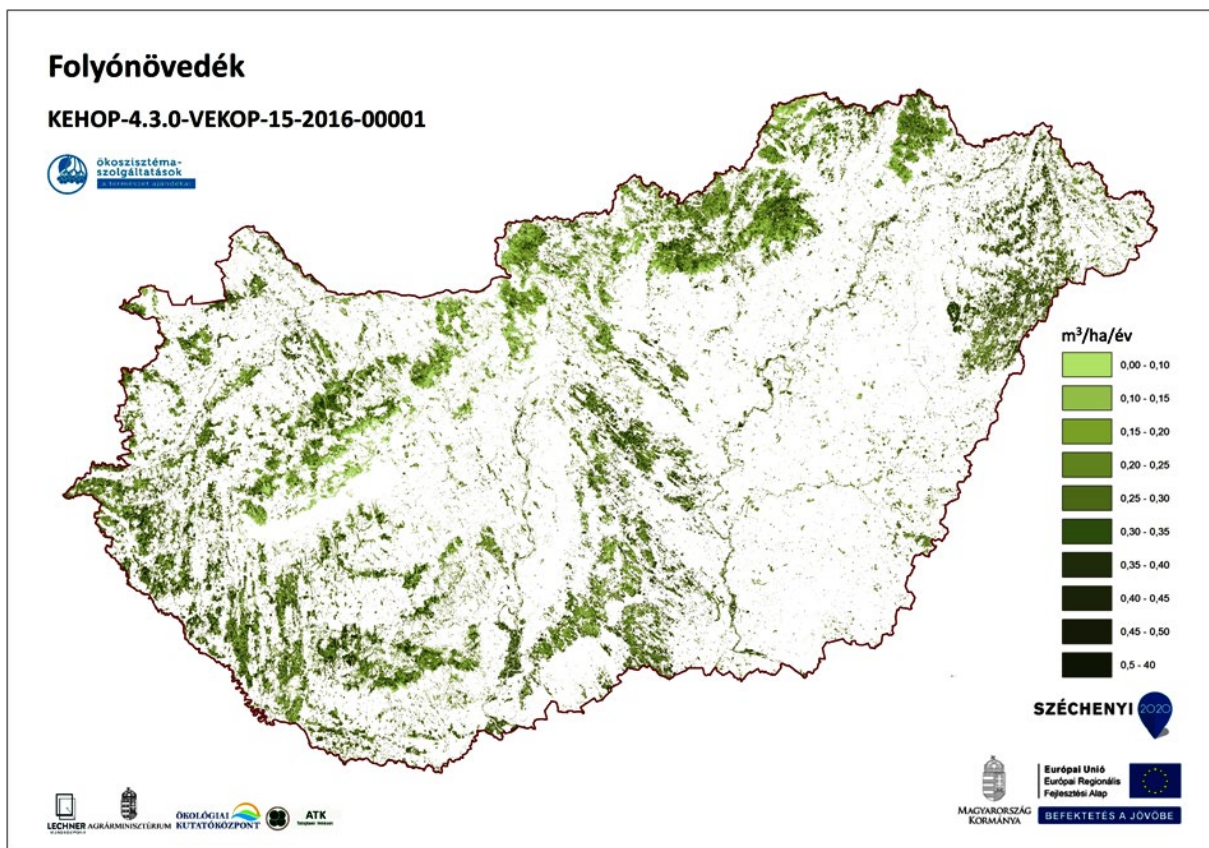 Folyónövedék
KEHOP-4.3.0-VEKOP-15-2016-00001
ökoszisztéma-
szolgáltatások
a természet ajándékai
m³/ha/év
0,00 - 0,10
0,10 - 0,15
0,15 - 0,20
0,20 - 0,25
0,25 - 0,30
0,30 - 0,35
0,35 - 0,40
0,40 - 0,45
0,45 - 0,50
0,5 - 40
SZÉCHENYI 2020
LECHNER
AGRÁRMINISZTÉRIUM
ÖKOLÓGIAI
KUTATÓKÖZPONT
ATK
MAGYARORSZÁG
KORMÁNYA
Európai Unió
Európai Regionális
Fejlesztési Alap
BEFEKTETÉS A JÖVŐBE